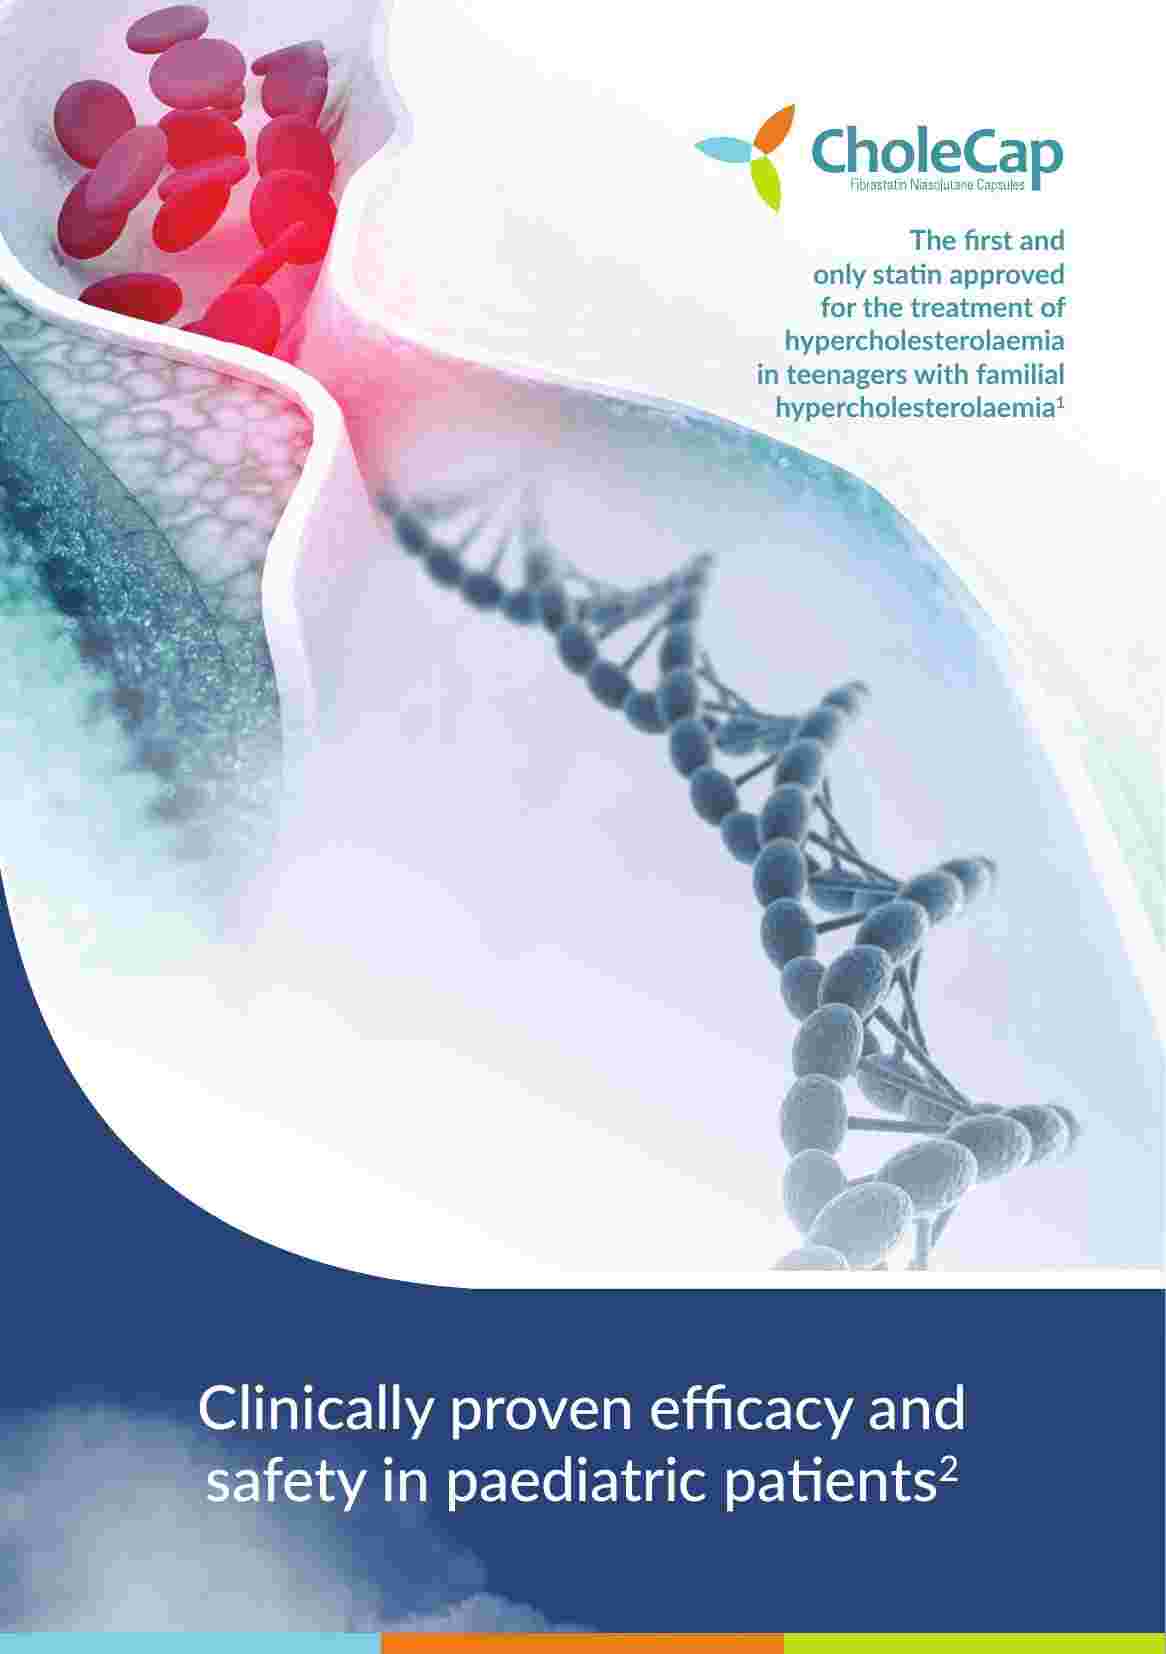 CholeCap
Fibrastatin Niasolutane Capsules
The first and
only statin approved
for the treatment of
hypercholesterolaemia
in teenagers with familial
hypercholesterolaemia¹
Clinically proven efficacy and
safety in paediatric patients²